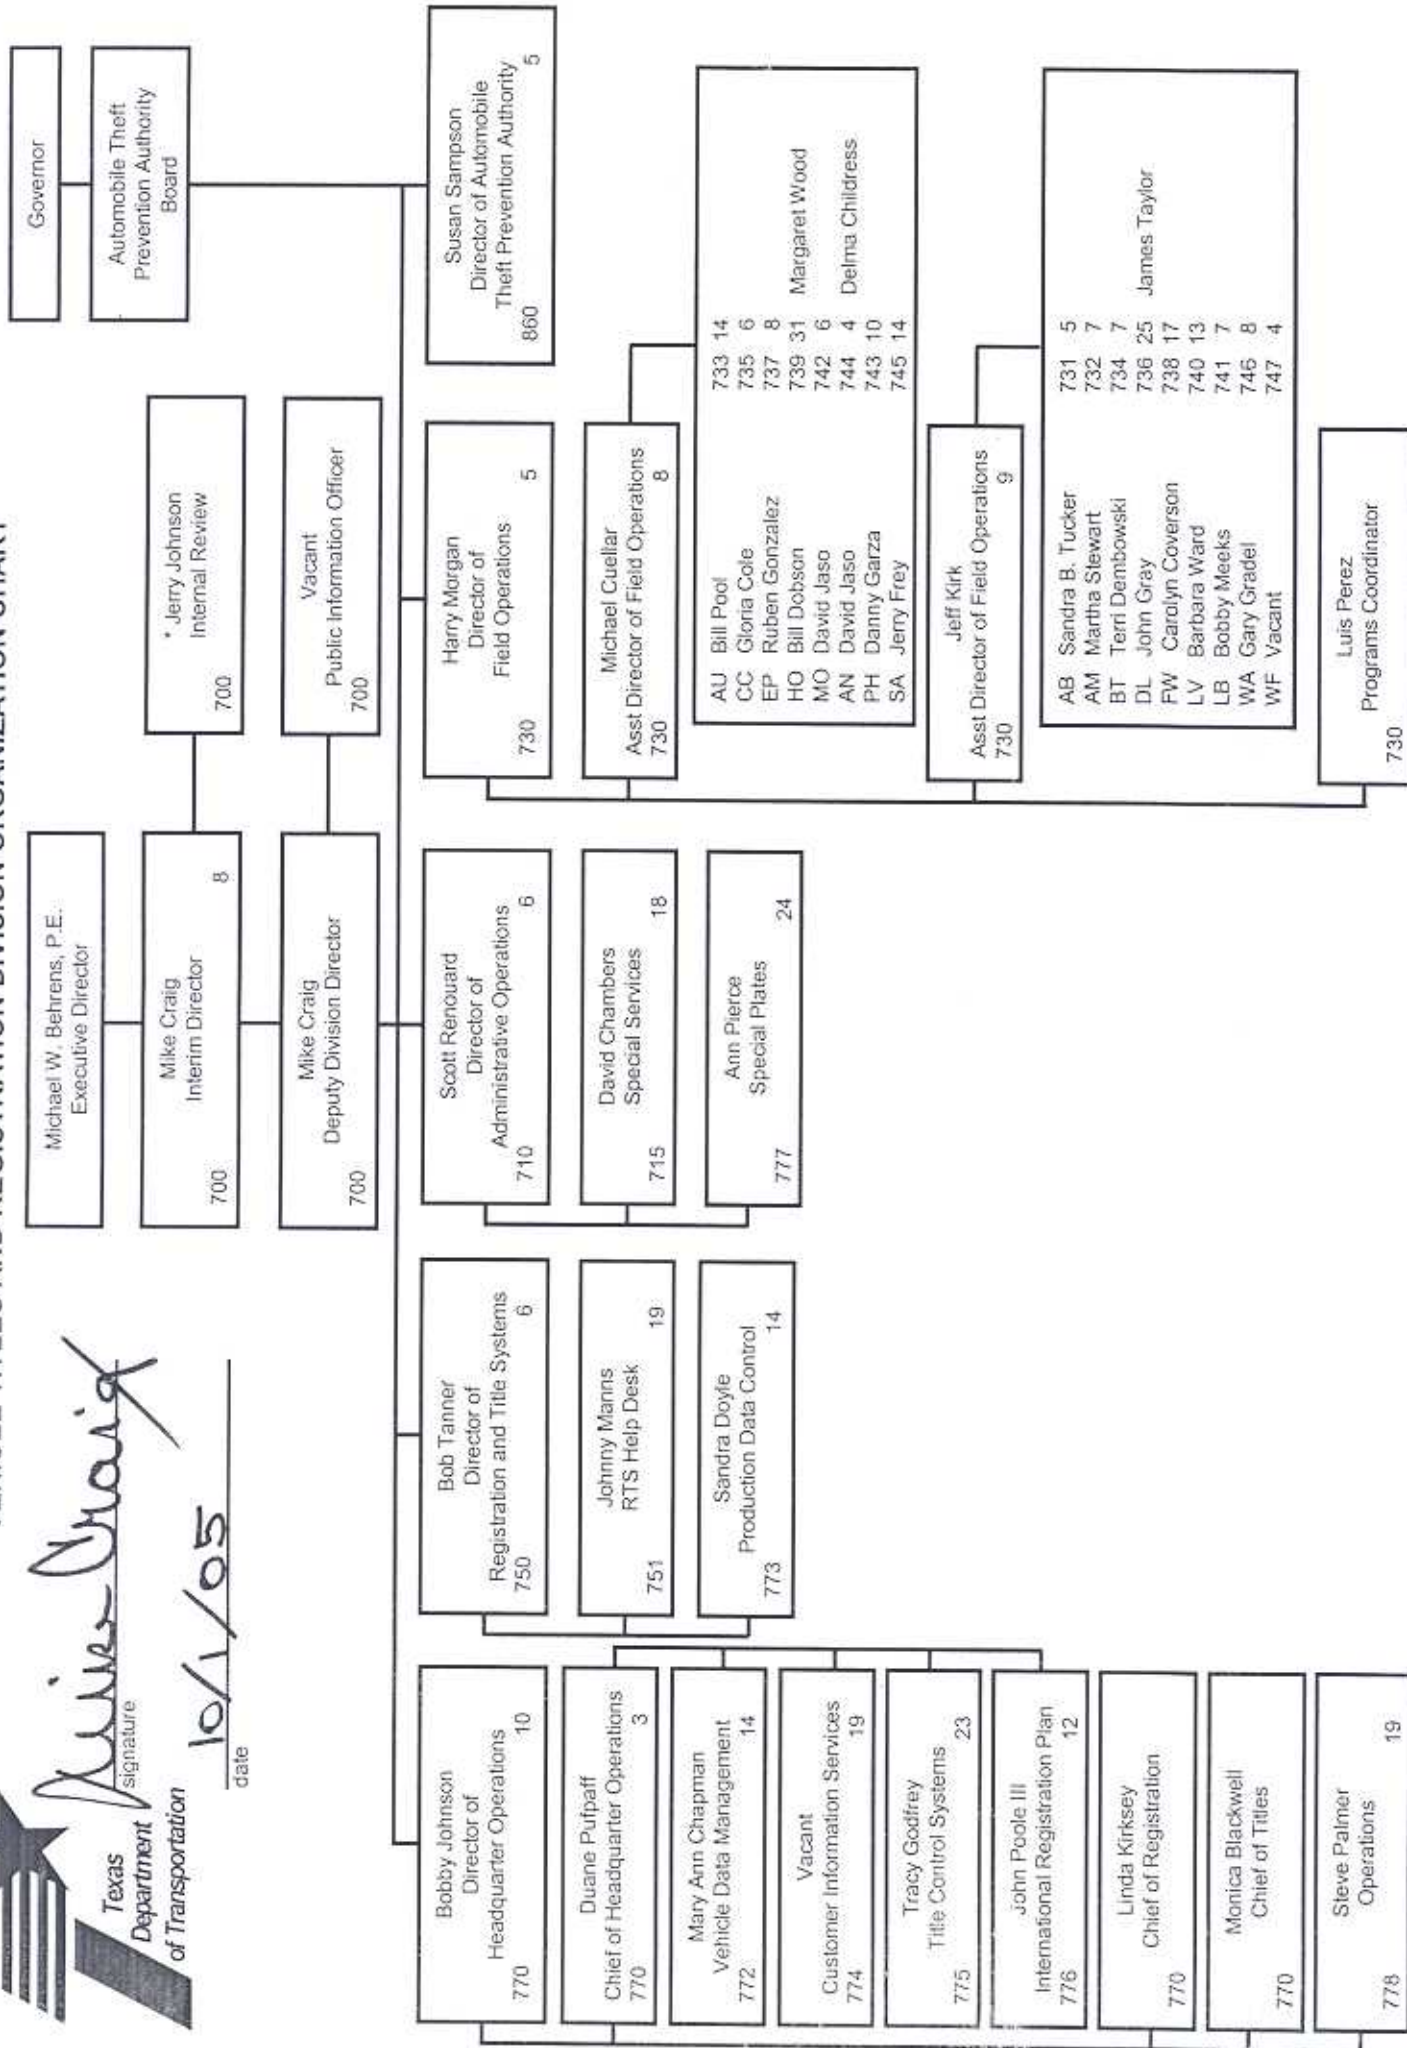 VEHICLE TITLES AND REGISTRATION DIVISION ORGANIZATION CHART
Texas
Department
of Transportation
Mike Craig
signature
10/1/05
date
Governor
Automobile Theft
Prevention Authority
Board
Michael W. Behrens, P.E.
Executive Director
Mike Craig
Interim Director
700 8
* Jerry Johnson
Internal Review
700
Mike Craig
Deputy Division Director
700
Vacant
Public Information Officer
700
Bobby Johnson
Director of
Headquarter Operations
770 10
Duane Pufpaff
Chief of Headquarter Operations
770 3
Mary Ann Chapman
Vehicle Data Management
772 14
Vacant
Customer Information Services
774 19
Tracy Godfrey
Title Control Systems
775 23
John Poole III
International Registration Plan
776 12
Linda Kirksey
Chief of Registration
770
Monica Blackwell
Chief of Titles
770
Steve Palmer
Operations
778 19
Bob Tanner
Director of
Registration and Title Systems
750 6
Johnny Manns
RTS Help Desk
751 19
Sandra Doyle
Production Data Control
773 14
Scott Renouard
Director of
Administrative Operations
710 6
David Chambers
Special Services
715 18
Ann Pierce
Special Plates
777 24
Harry Morgan
Director of
Field Operations
730 5
Michael Cuellar
Asst Director of Field Operations
730 8
AU Bill Pool 733 14
CC Gloria Cole 735 6
EP Ruben Gonzalez 737 8
HO Bill Dobson 739 31 Margaret Wood
MO David Jaso 742 6
AN David Jaso 744 4 Delma Childress
PH Danny Garza 743 10
SA Jerry Frey 745 14
Jeff Kirk
Asst Director of Field Operations
730 9
AB Sandra B. Tucker 731 5
AM Martha Stewart 732 7
BT Terri Dembowski 734 7
DL John Gray 736 25 James Taylor
FW Carolyn Coverson 738 17
LV Barbara Ward 740 13
LB Bobby Meeks 741 7
WA Gary Gradel 746 8
WF Vacant 747 4
Luis Perez
Programs Coordinator
730
Susan Sampson
Director of Automobile
Theft Prevention Authority
860 5